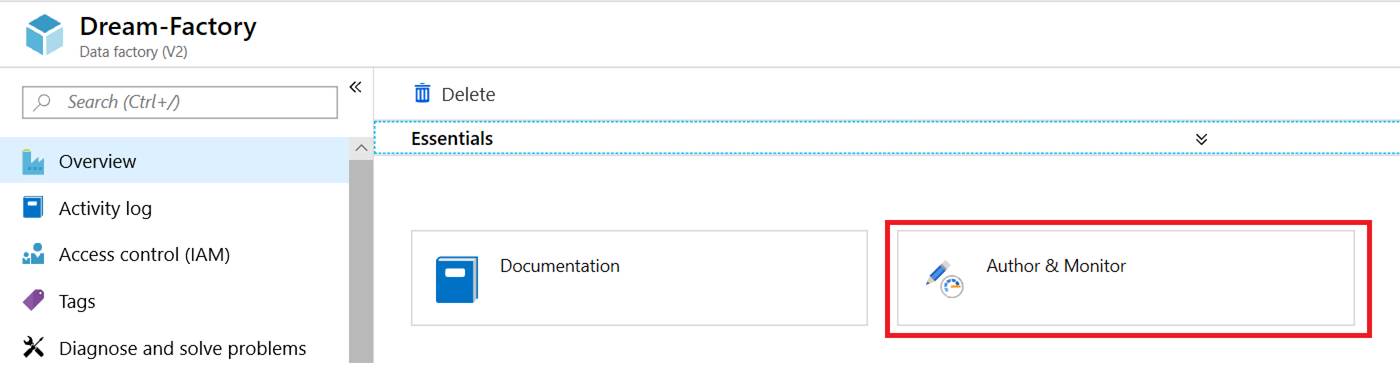 Dream-Factory
Data factory (V2)
Search (Ctrl+/)
Overview
Activity log
Access control (IAM)
Tags
Diagnose and solve problems
Delete
Essentials
Documentation
Author & Monitor